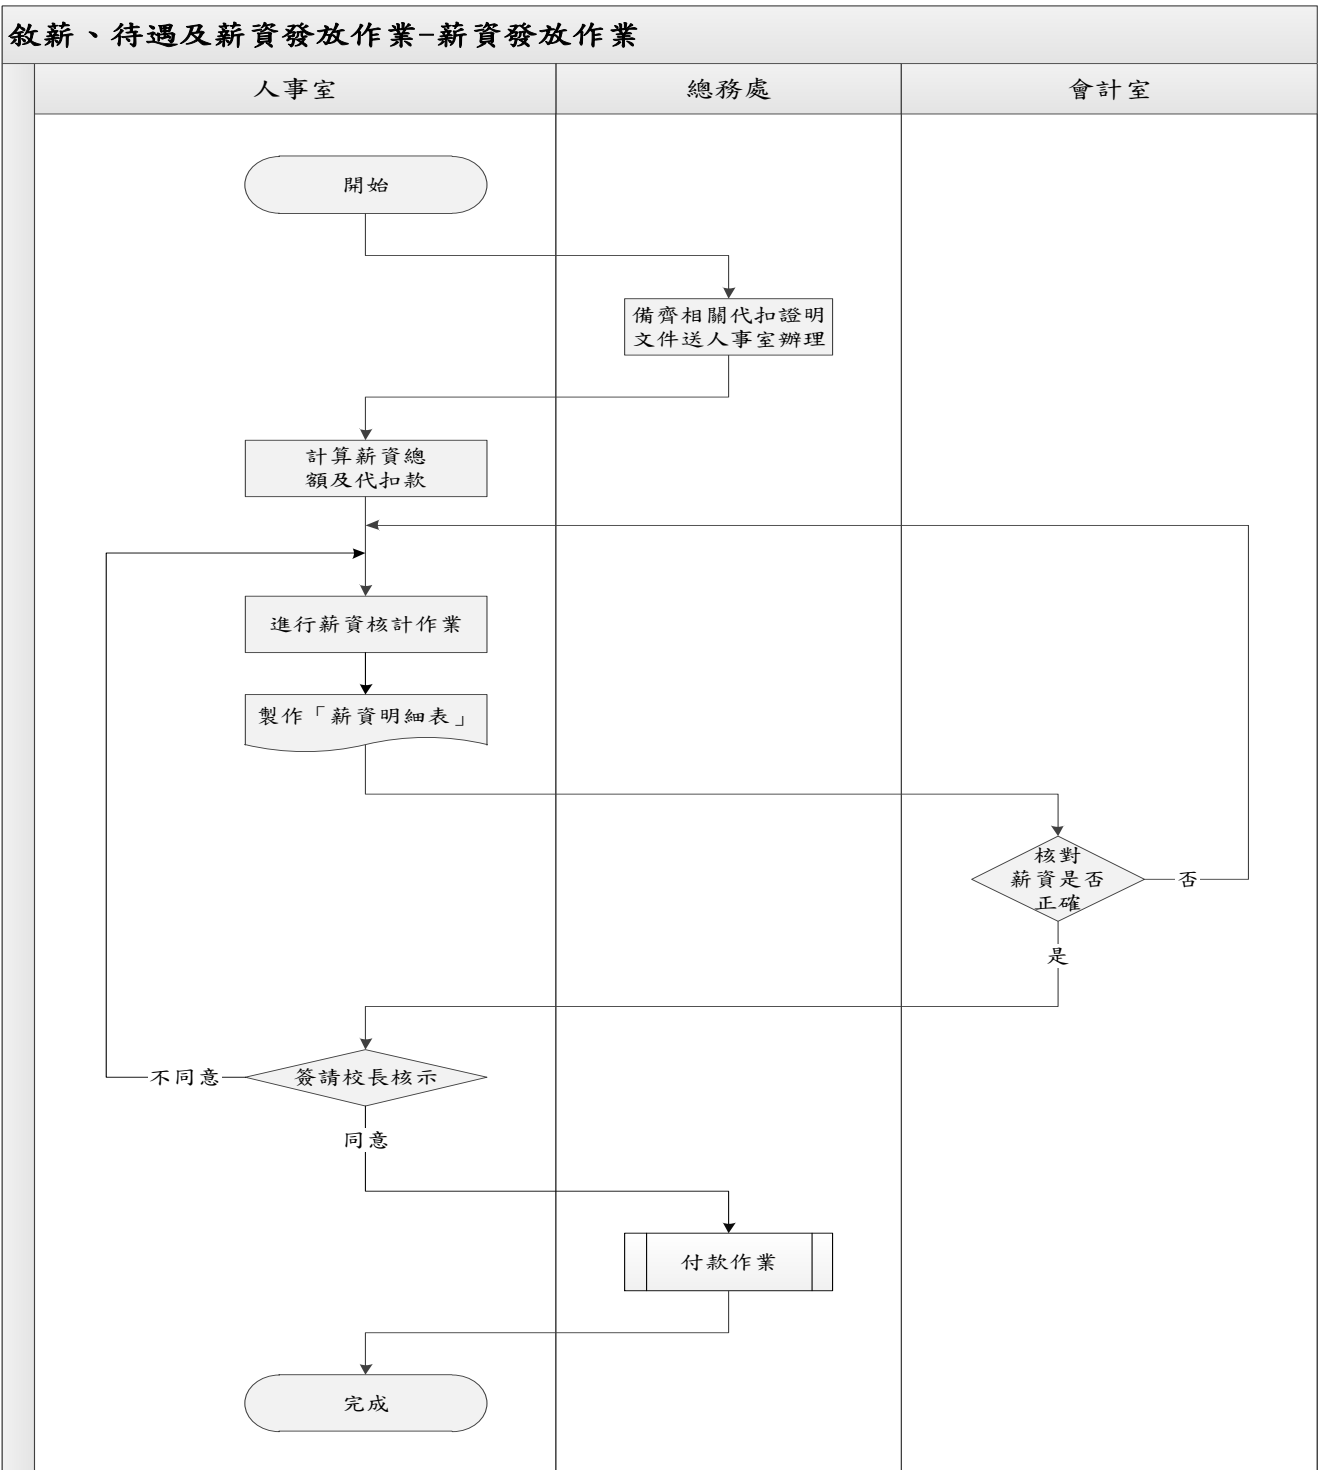 敘薪、待遇及薪資發放作業-薪資發放作業
人事室
總務處
會計室
開始
備齊相關代扣證明
文件送人事室辦理
計算薪資總
額及代扣款
進行薪資核計作業
製作「薪資明細表」
核對
薪資是否
正確
否
是
不同意
簽請校長核示
同意
付款作業
完成